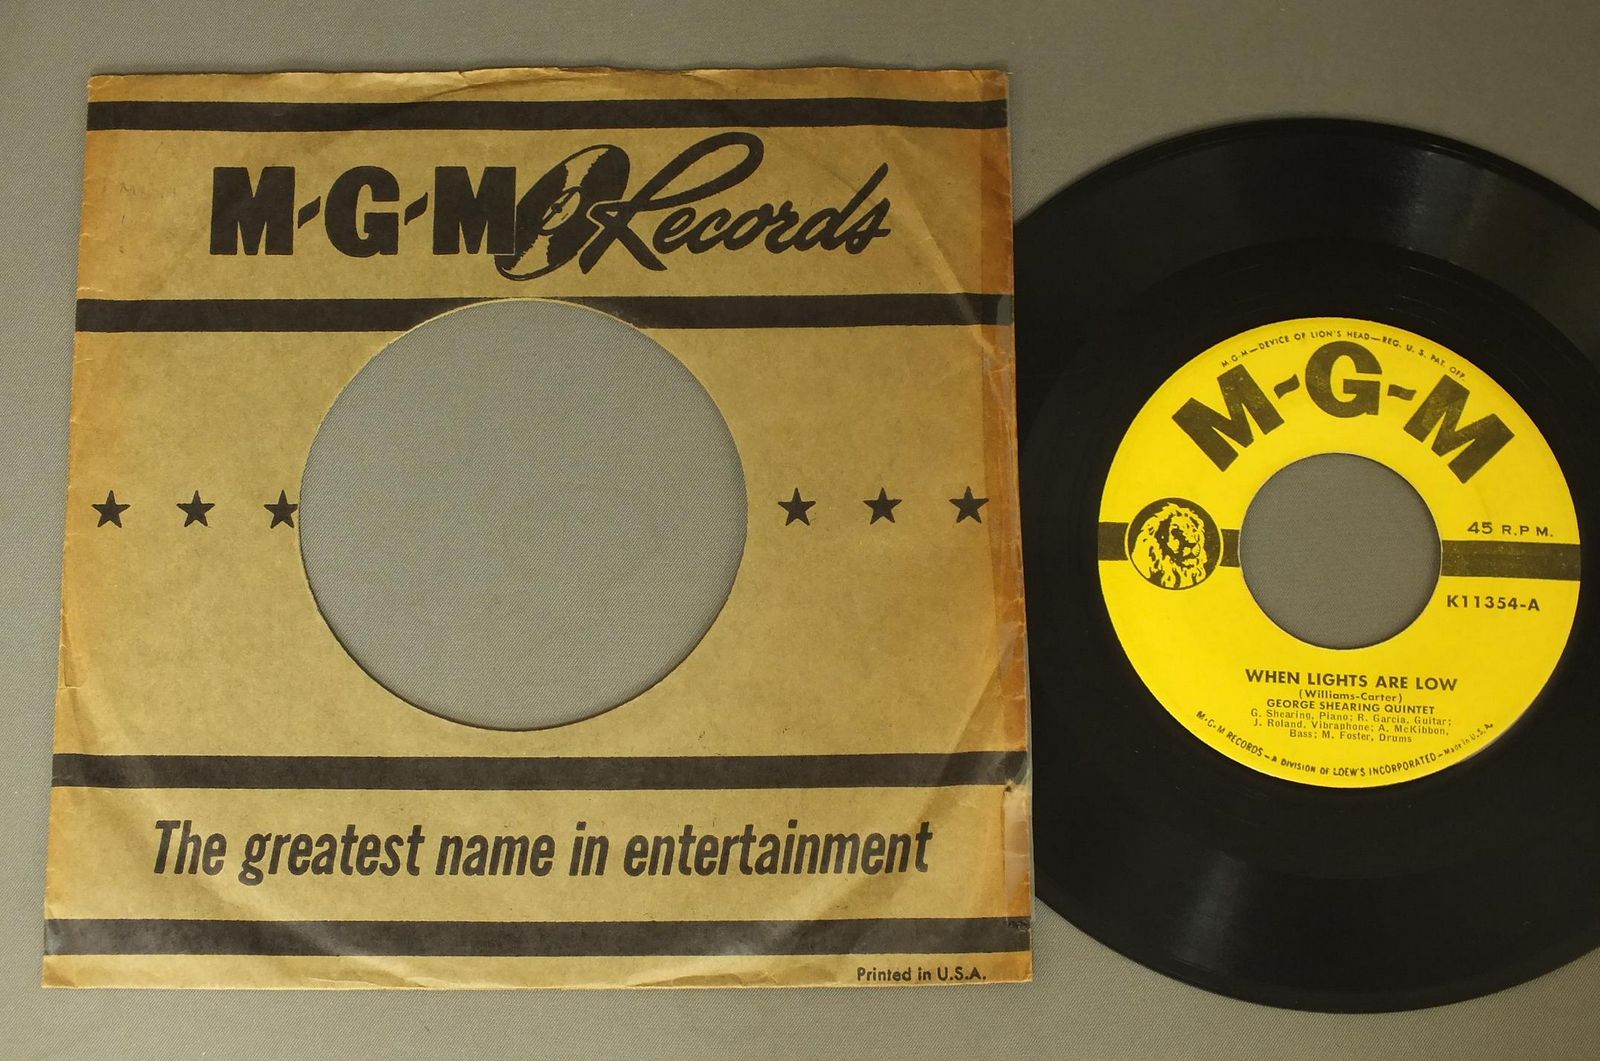 M-G-M Records
The greatest name in entertainment
Printed in U.S.A.
M.G.M—DEVICE OF LION'S HEAD—REG. U. S. PAT. OFF.
M-G-M
45 R.P M.
K11354-A
WHEN LIGHTS ARE LOW
(Williams-Carter)
GEORGE SHEARING QUINTET
G. Shearing, Piano; R. Garcia, Guitar;
J. Roland, Vibraphone; A. McKibbon,
Bass; M. Foster, Drums
M-G-M RECORDS—A DIVISION OF LOEW'S INCORPORATED—Made in U.S.A.